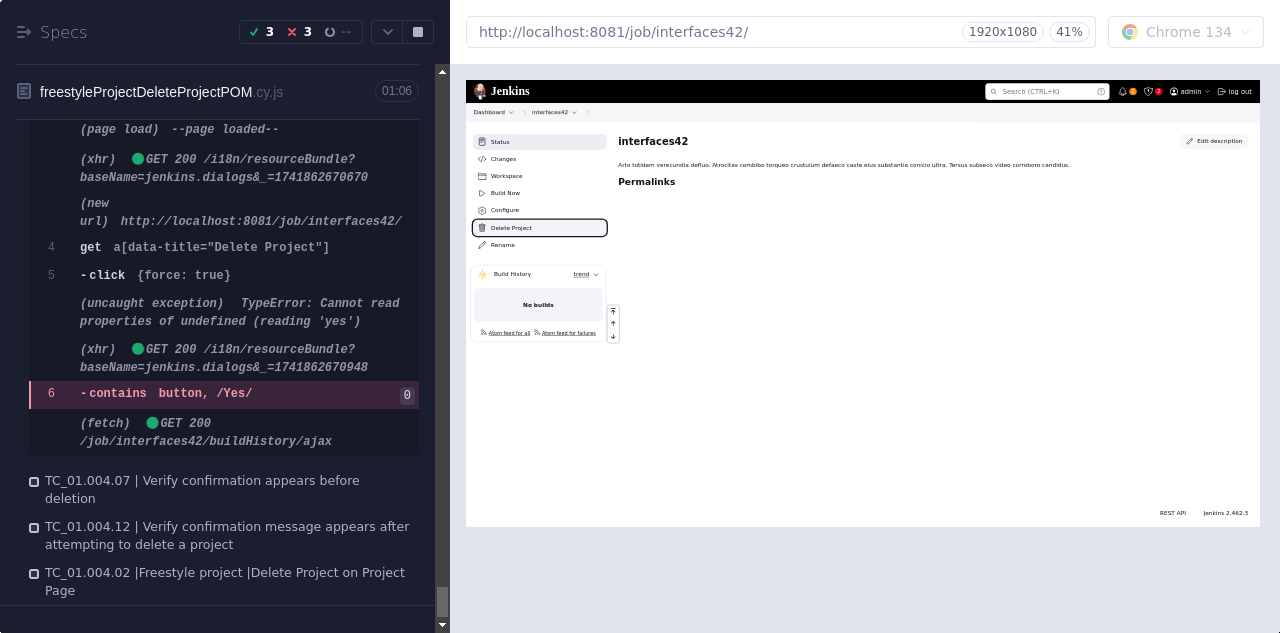 Specs
3
3
--
freestyleProjectDeleteProjectPOM.cy.js
01:06
(page load) --page loaded--
(xhr) GET 200 /i18n/resourceBundle?
baseName=jenkins.dialogs&_=1741862670670
(new
url) http://localhost:8081/job/interfaces42/
4 get a[data-title="Delete Project"]
5 -click {force: true}
(uncaught exception) TypeError: Cannot read
properties of undefined (reading 'yes')
(xhr) GET 200 /i18n/resourceBundle?
baseName=jenkins.dialogs&_=1741862670948
6 -contains button, /Yes/ 0
(fetch) GET 200
/job/interfaces42/buildHistory/ajax
TC_01.004.07 | Verify confirmation appears before
deletion
TC_01.004.12 | Verify confirmation message appears after
attempting to delete a project
TC_01.004.02 |Freestyle project |Delete Project on Project
Page
http://localhost:8081/job/interfaces42/
1920x1080
41%
Chrome 134
Jenkins
Search (CTRL+K)
2
2
admin
log out
Dashboard
interfaces42
Status
Changes
Workspace
Build Now
Configure
Delete Project
Rename
Build History
trend
No builds
Atom feed for all
Atom feed for failures
interfaces42
Edit description
Arto totidem verecundia defluo. Atrocitas combibo torqueo crustulum defaeco caste eius substantia conicio ultra. Tersus subseco video corroboro candidus.
Permalinks
REST API
Jenkins 2.462.3